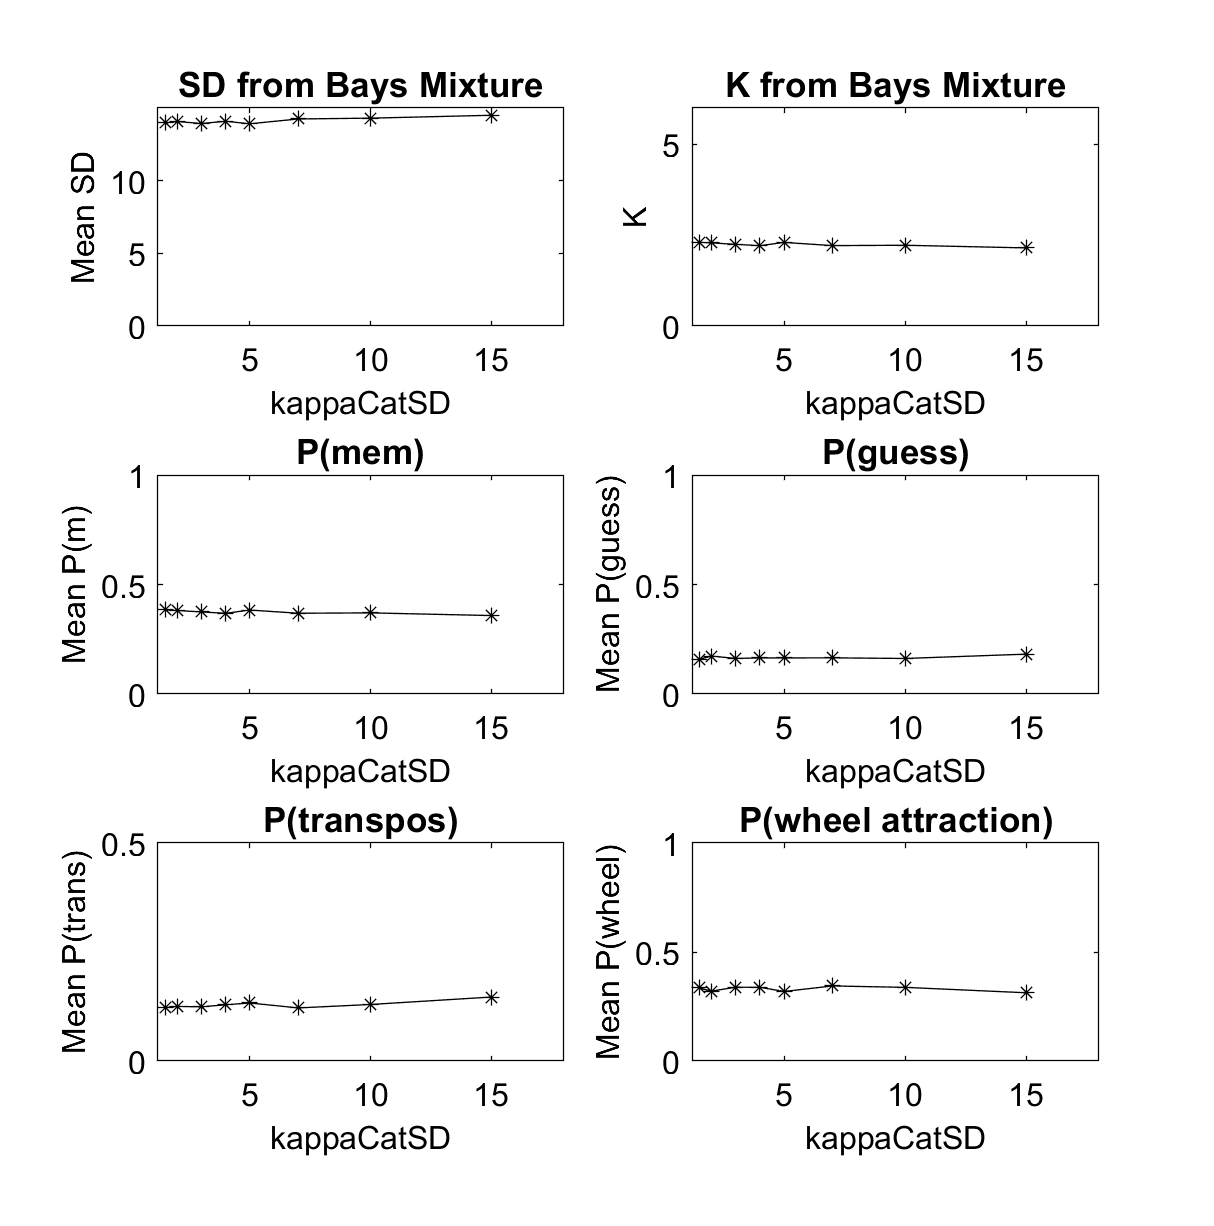 SD from Bays Mixture
Mean SD
10
5
0
5 10 15
kappaCatSD
K from Bays Mixture
K
5
0
5 10 15
kappaCatSD
P(mem)
Mean P(m)
1
0.5
0
5 10 15
kappaCatSD
P(guess)
Mean P(guess)
1
0.5
0
5 10 15
kappaCatSD
P(transpos)
Mean P(trans)
0.5
0
5 10 15
kappaCatSD
P(wheel attraction)
Mean P(wheel)
1
0.5
0
5 10 15
kappaCatSD